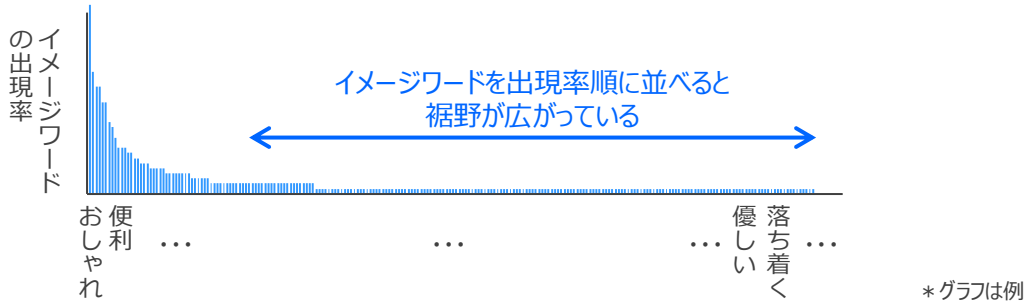 イメージワード
の出現率
イメージワードを出現率順に並べると
裾野が広がっている
おしゃれ
便利
・・・
・・・
・・・
優しい
落ち着く
・・・
＊グラフは例